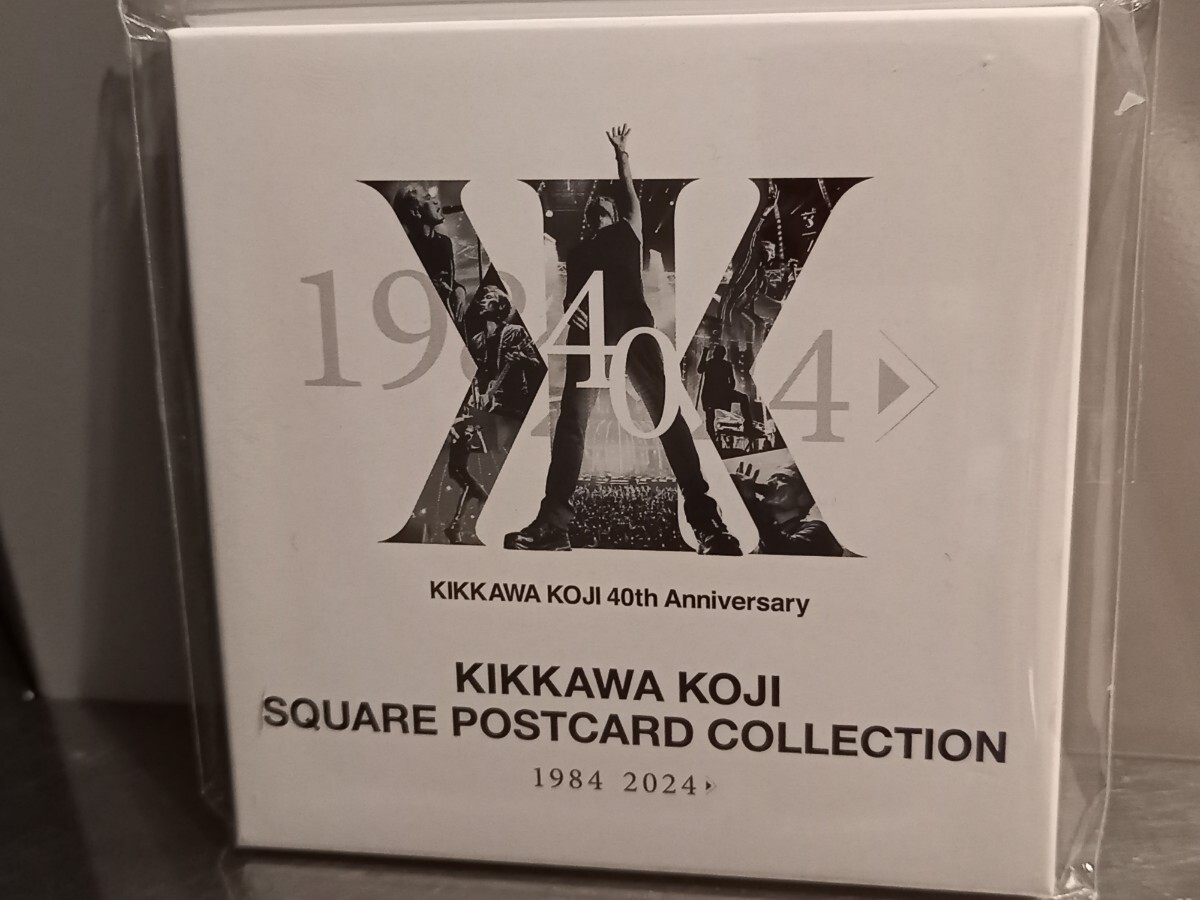 1984 2024
40
KIKKAWA KOJI 40th Anniversary
KIKKAWA KOJI
SQUARE POSTCARD COLLECTION
1984 2024